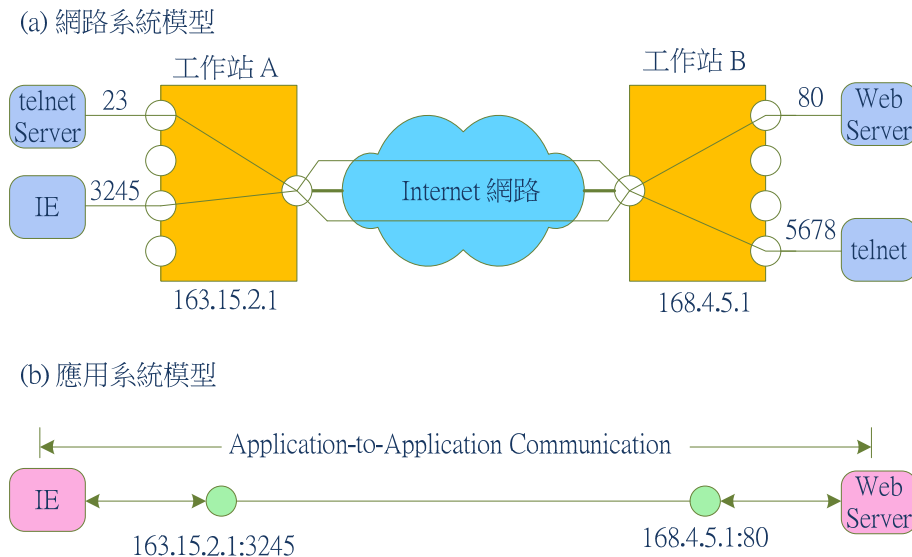 (a) 網路系統模型
工作站 A
工作站 B
telnet
Server
23
80
Web
Server
IE
3245
Internet 網路
5678
telnet
163.15.2.1
168.4.5.1
(b) 應用系統模型
Application-to-Application Communication
IE
Web
Server
163.15.2.1:3245
168.4.5.1:80